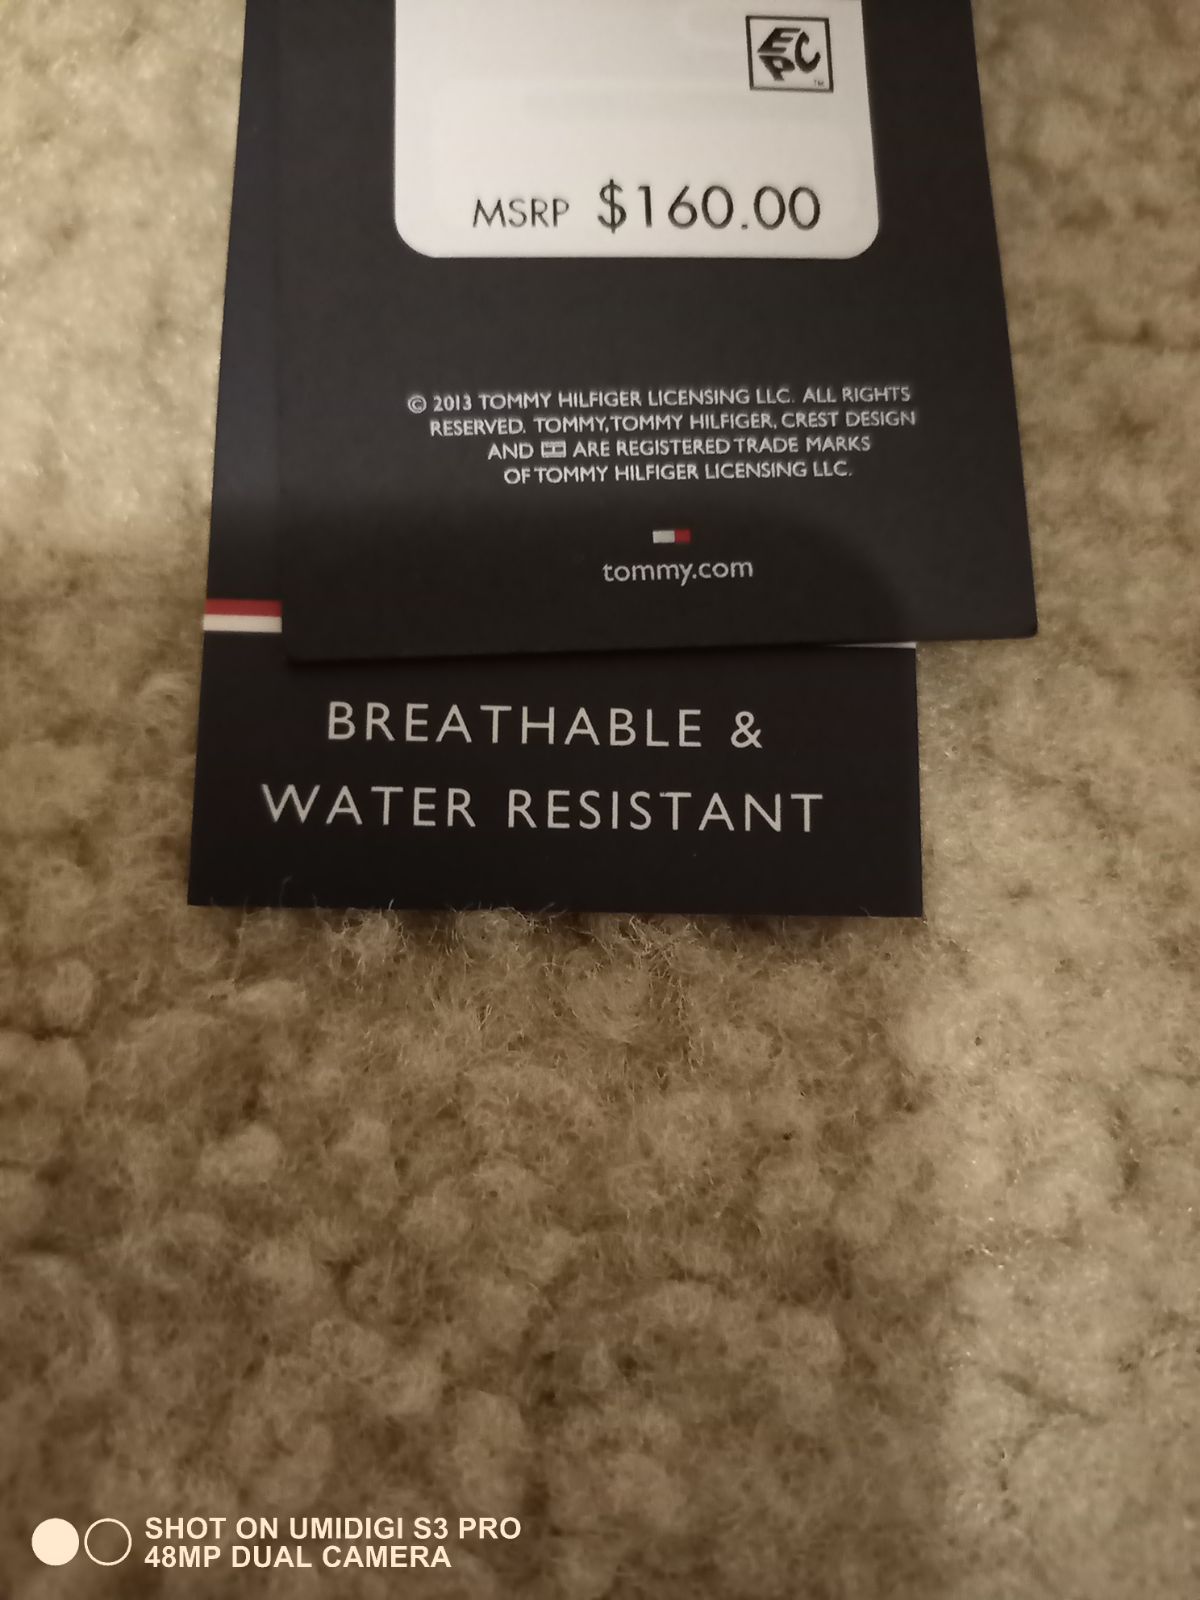 EPC
™
MSRP $160.00
© 2013 TOMMY HILFIGER LICENSING LLC. ALL RIGHTS
RESERVED. TOMMY, TOMMY HILFIGER, CREST DESIGN
AND ARE REGISTERED TRADE MARKS
OF TOMMY HILFIGER LICENSING LLC.
tommy.com
BREATHABLE &
WATER RESISTANT
SHOT ON UMIDIGI S3 PRO
48MP DUAL CAMERA